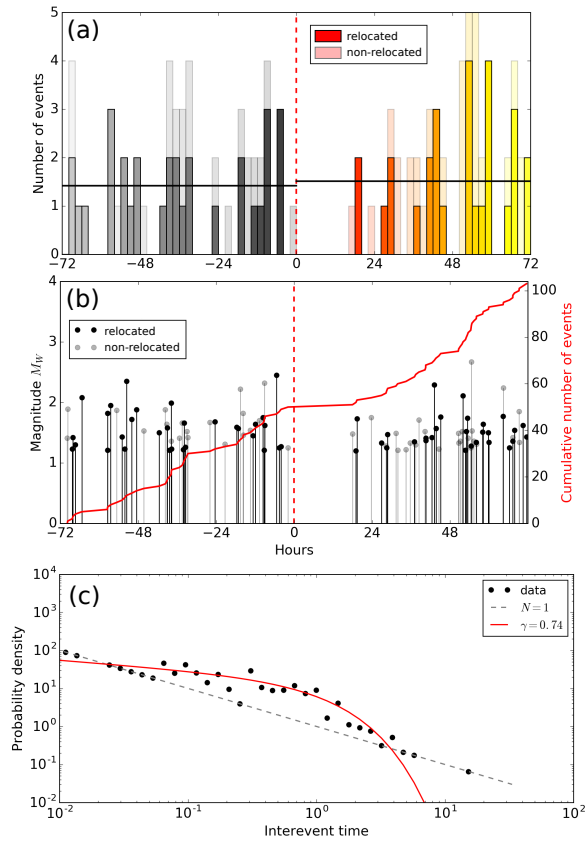 (a)
relocated
non-relocated
Number of events
5
4
3
2
1
0
−72 −48 −24 0 24 48 72
(b)
relocated
non-relocated
Magnitude M_W
4
3
2
1
0
100
80
60
40
20
0
Cumulative number of events
−72 −48 −24 0 24 48
Hours
(c)
data
N = 1
γ = 0.74
Probability density
10^4
10^3
10^2
10^1
10^0
10^-1
10^-2
10^-2 10^-1 10^0 10^1 10^2
Interevent time